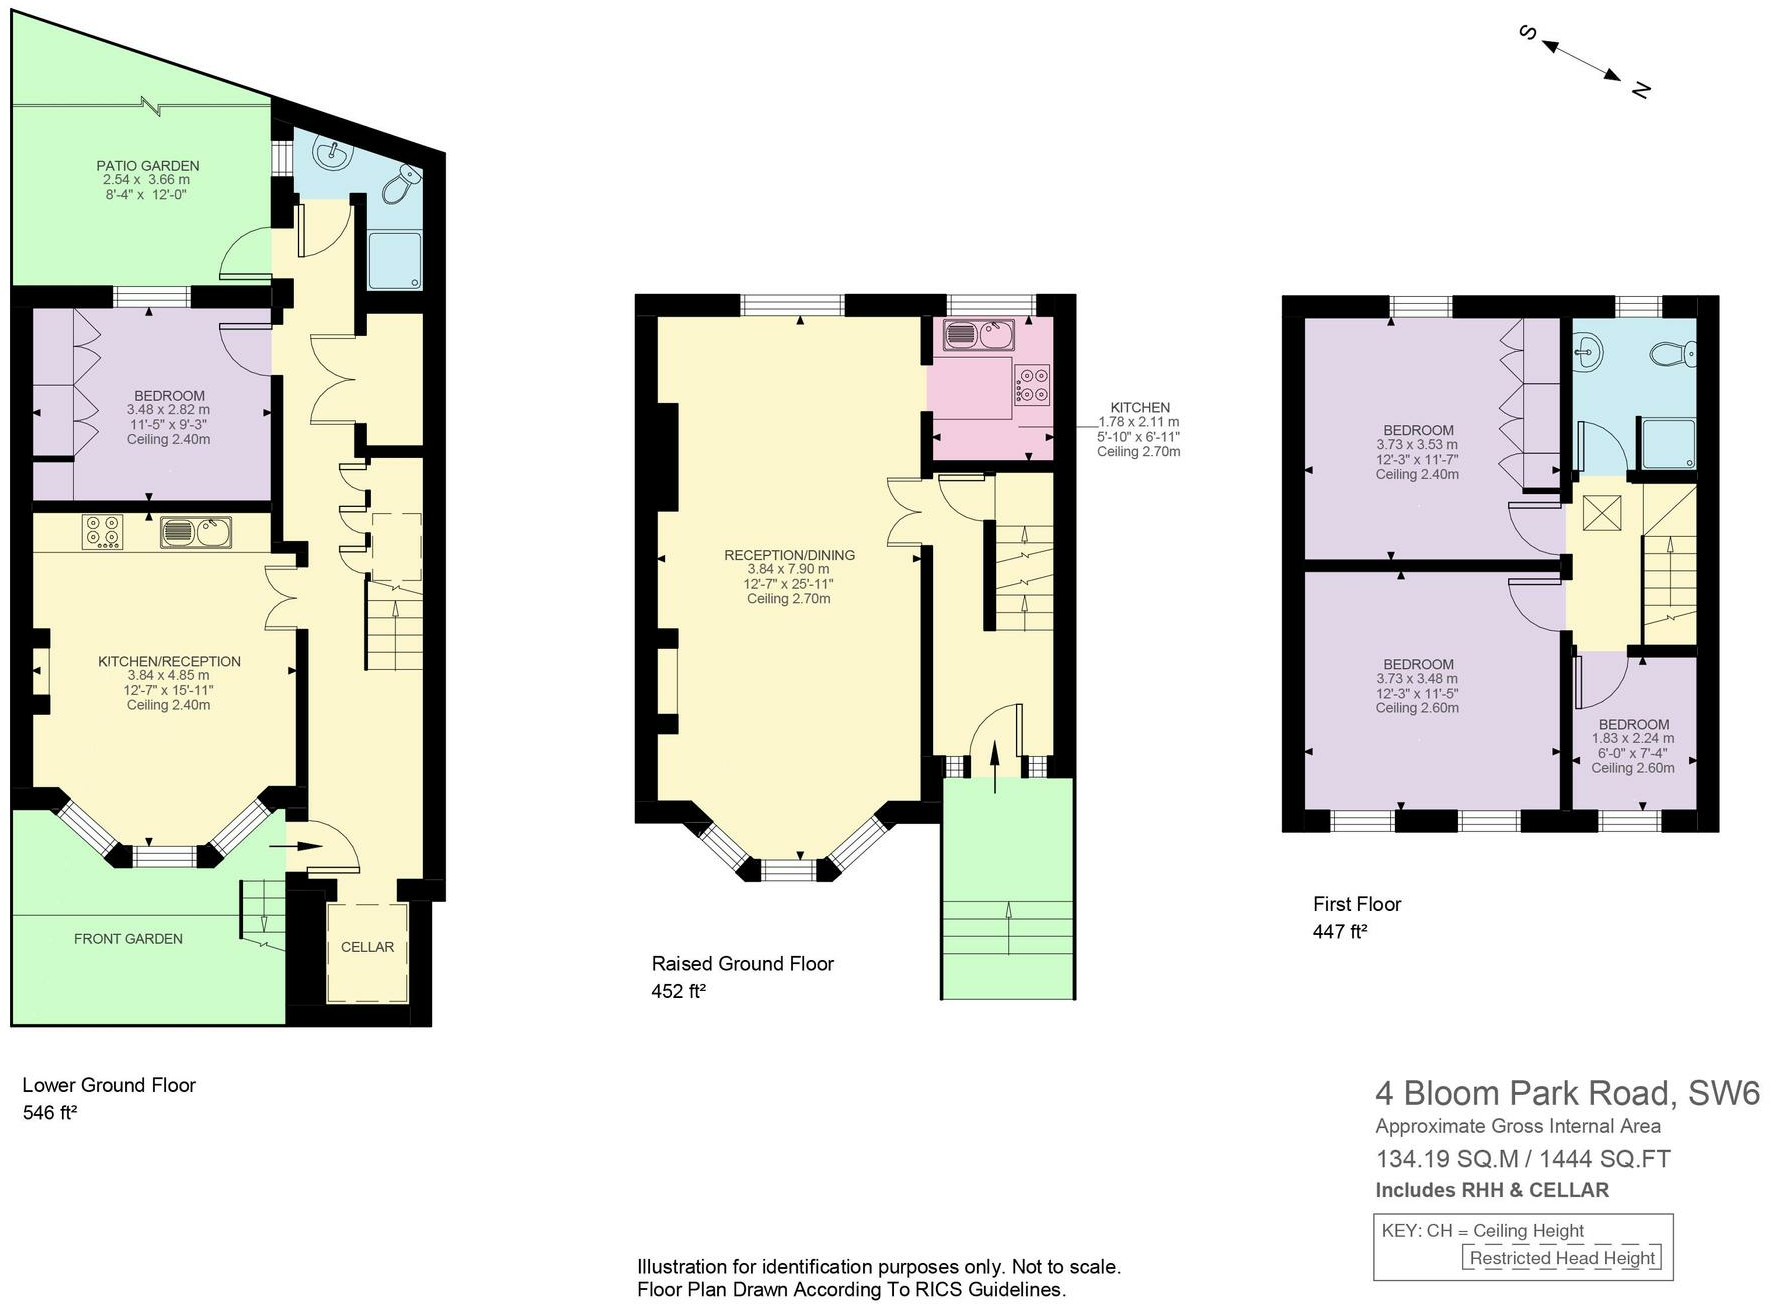 S
N
PATIO GARDEN
2.54 x 3.66 m
8'-4" x 12'-0"
BEDROOM
3.48 x 2.82 m
11'-5" x 9'-3"
Ceiling 2.40m
KITCHEN/RECEPTION
3.84 x 4.85 m
12'-7" x 15'-11"
Ceiling 2.40m
FRONT GARDEN
CELLAR
Lower Ground Floor
546 ft²
KITCHEN
1.78 x 2.11 m
5'-10" x 6'-11"
Ceiling 2.70m
RECEPTION/DINING
3.84 x 7.90 m
12'-7" x 25'-11"
Ceiling 2.70m
Raised Ground Floor
452 ft²
BEDROOM
3.73 x 3.53 m
12'-3" x 11'-7"
Ceiling 2.40m
BEDROOM
3.73 x 3.48 m
12'-3" x 11'-5"
Ceiling 2.60m
BEDROOM
1.83 x 2.24 m
6'-0" x 7'-4"
Ceiling 2.60m
First Floor
447 ft²
4 Bloom Park Road, SW6
Approximate Gross Internal Area
134.19 SQ.M / 1444 SQ.FT
Includes RHH & CELLAR
KEY: CH = Ceiling Height
Restricted Head Height
Illustration for identification purposes only. Not to scale.
Floor Plan Drawn According To RICS Guidelines.